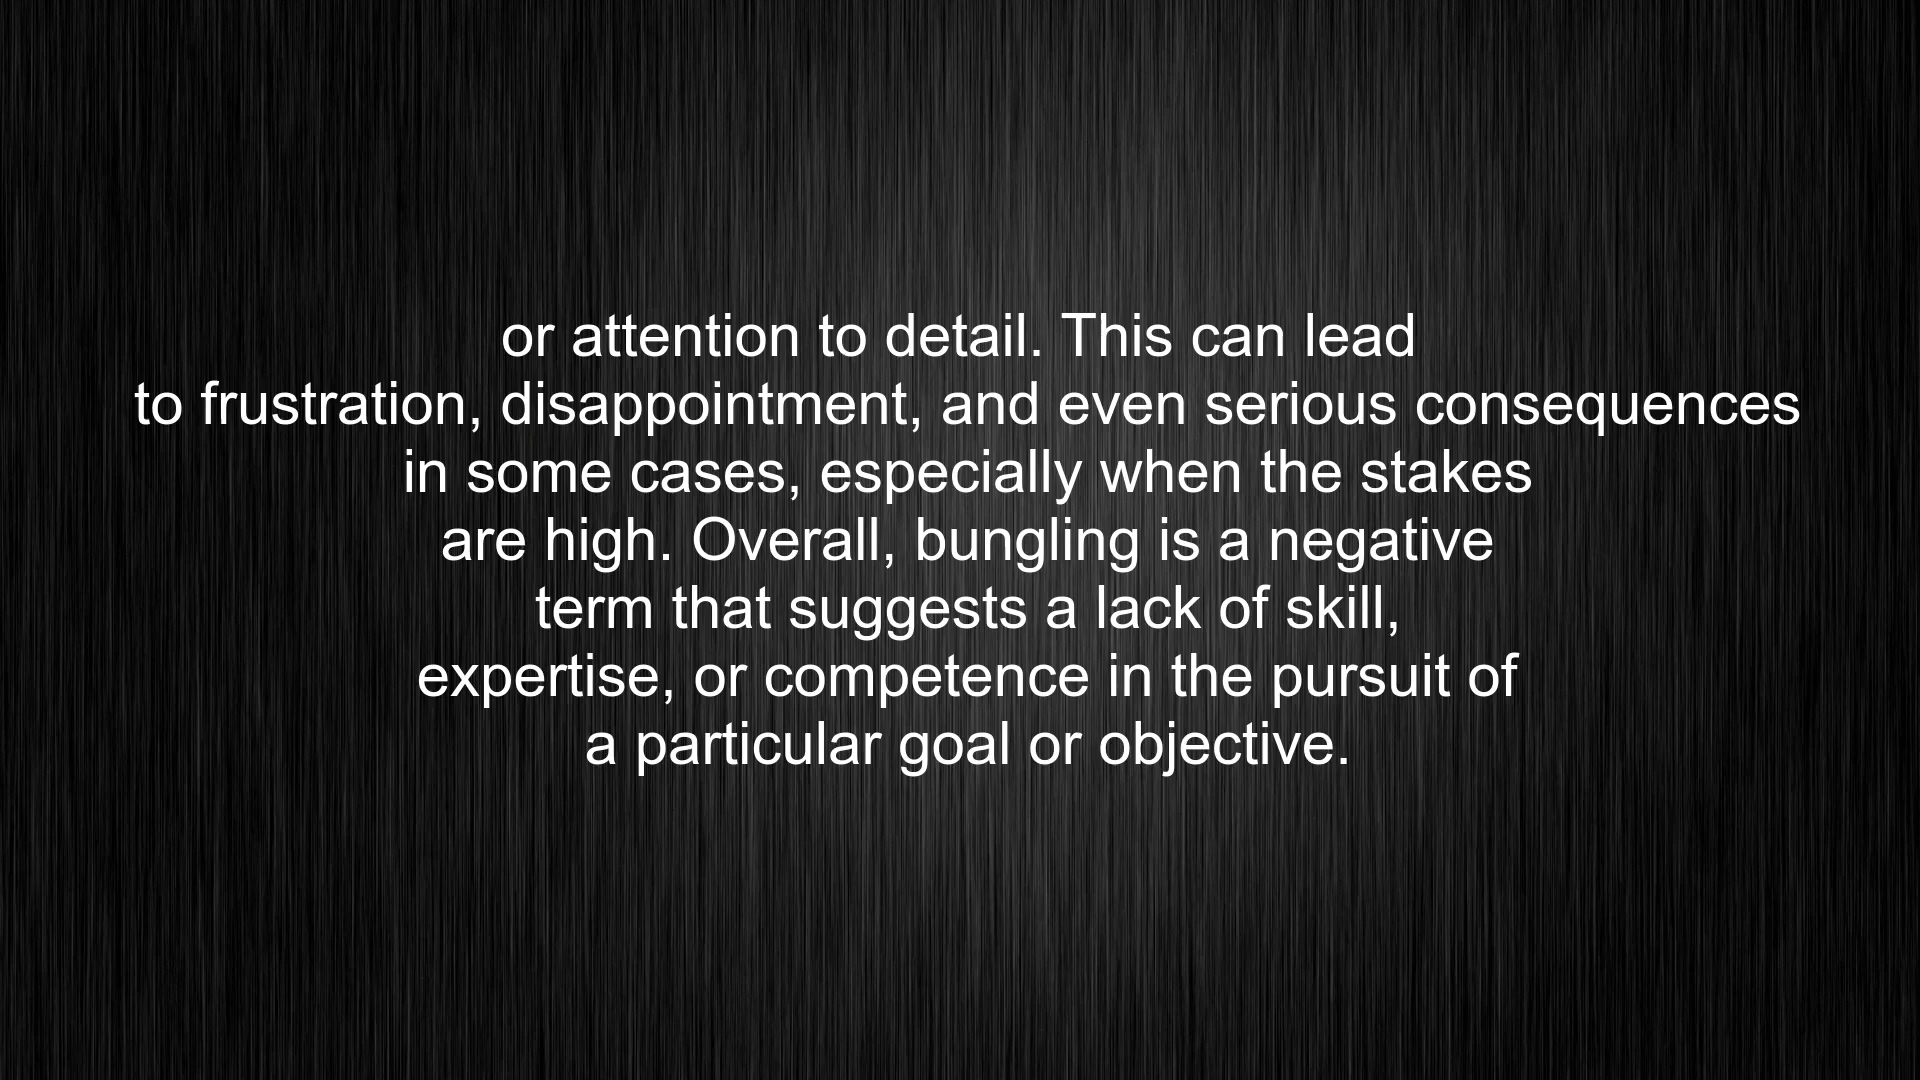 or attention to detail. This can lead
to frustration, disappointment, and even serious consequences
in some cases, especially when the stakes
are high. Overall, bungling is a negative
term that suggests a lack of skill,
expertise, or competence in the pursuit of
a particular goal or objective.